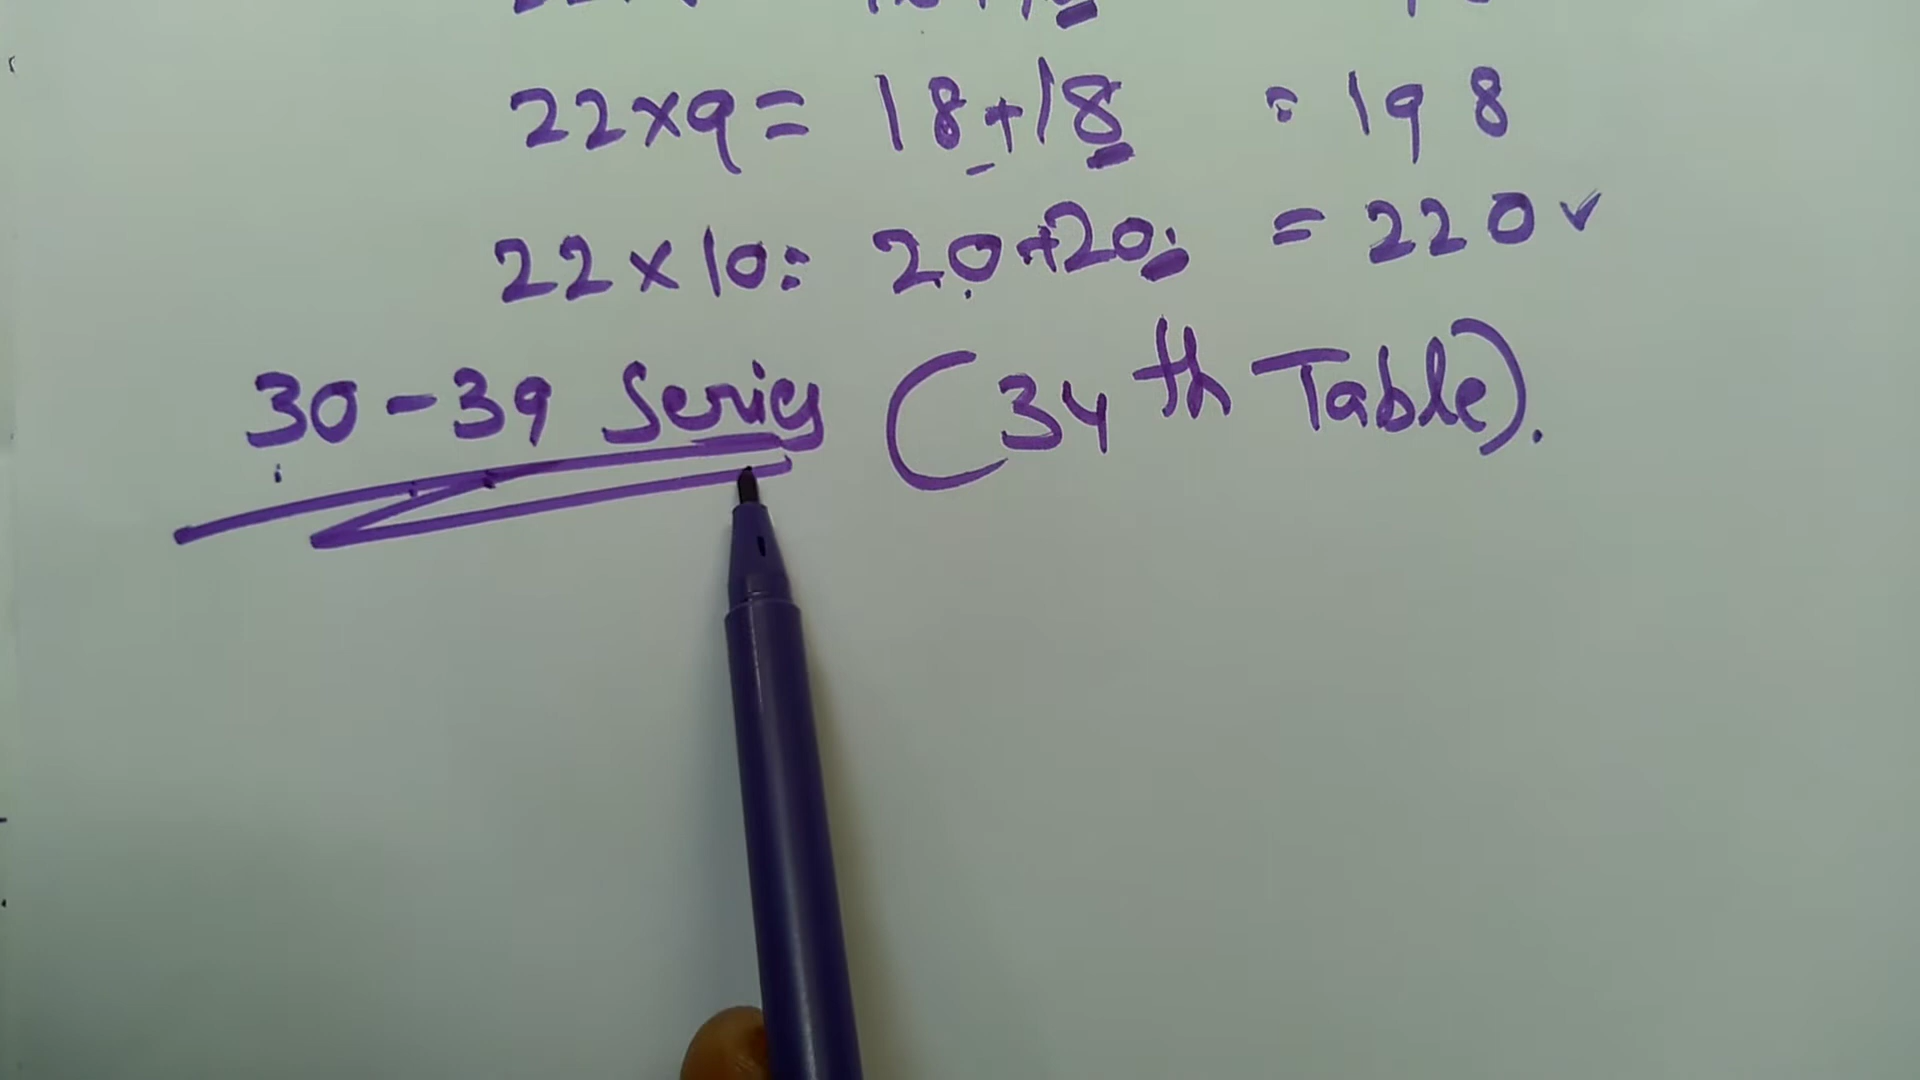 22×9= 18+18 = 198
22×10= 20+20: = 220✓
30-39 Series (34th Table).